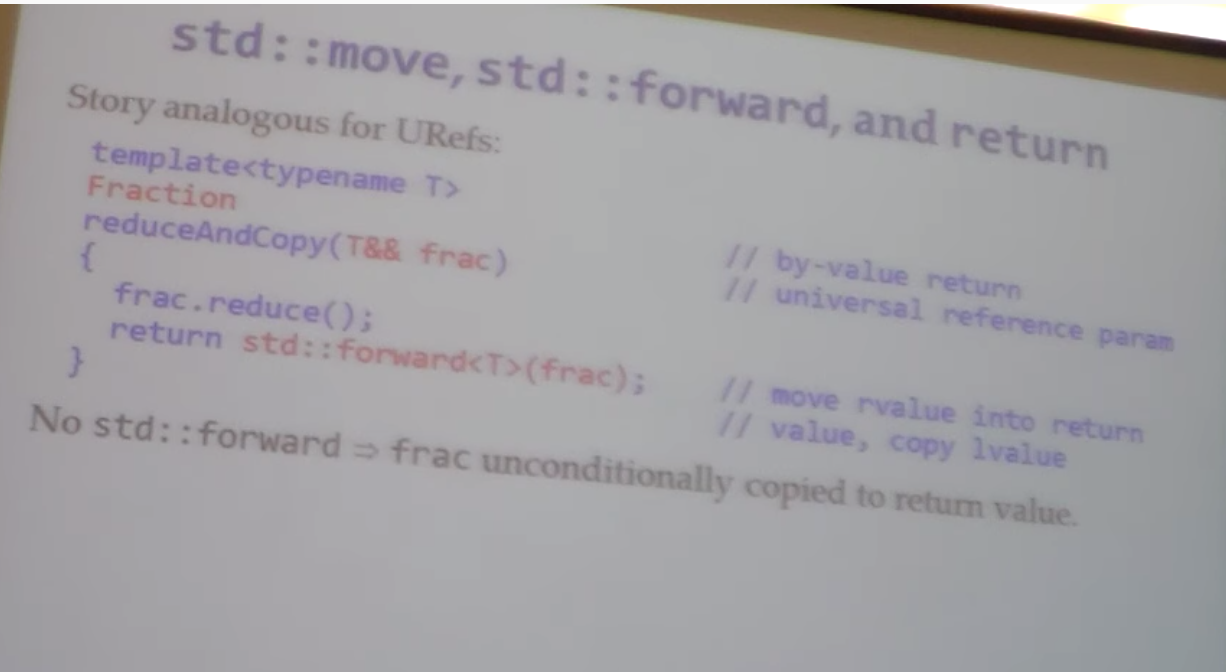 std::move, std::forward, and return
Story analogous for URefs:
template<typename T>
Fraction // by-value return
reduceAndCopy(T&& frac) // universal reference param
{
frac.reduce();
return std::forward<T>(frac); // move rvalue into return
} // value, copy lvalue
No std::forward ⇒ frac unconditionally copied to return value.